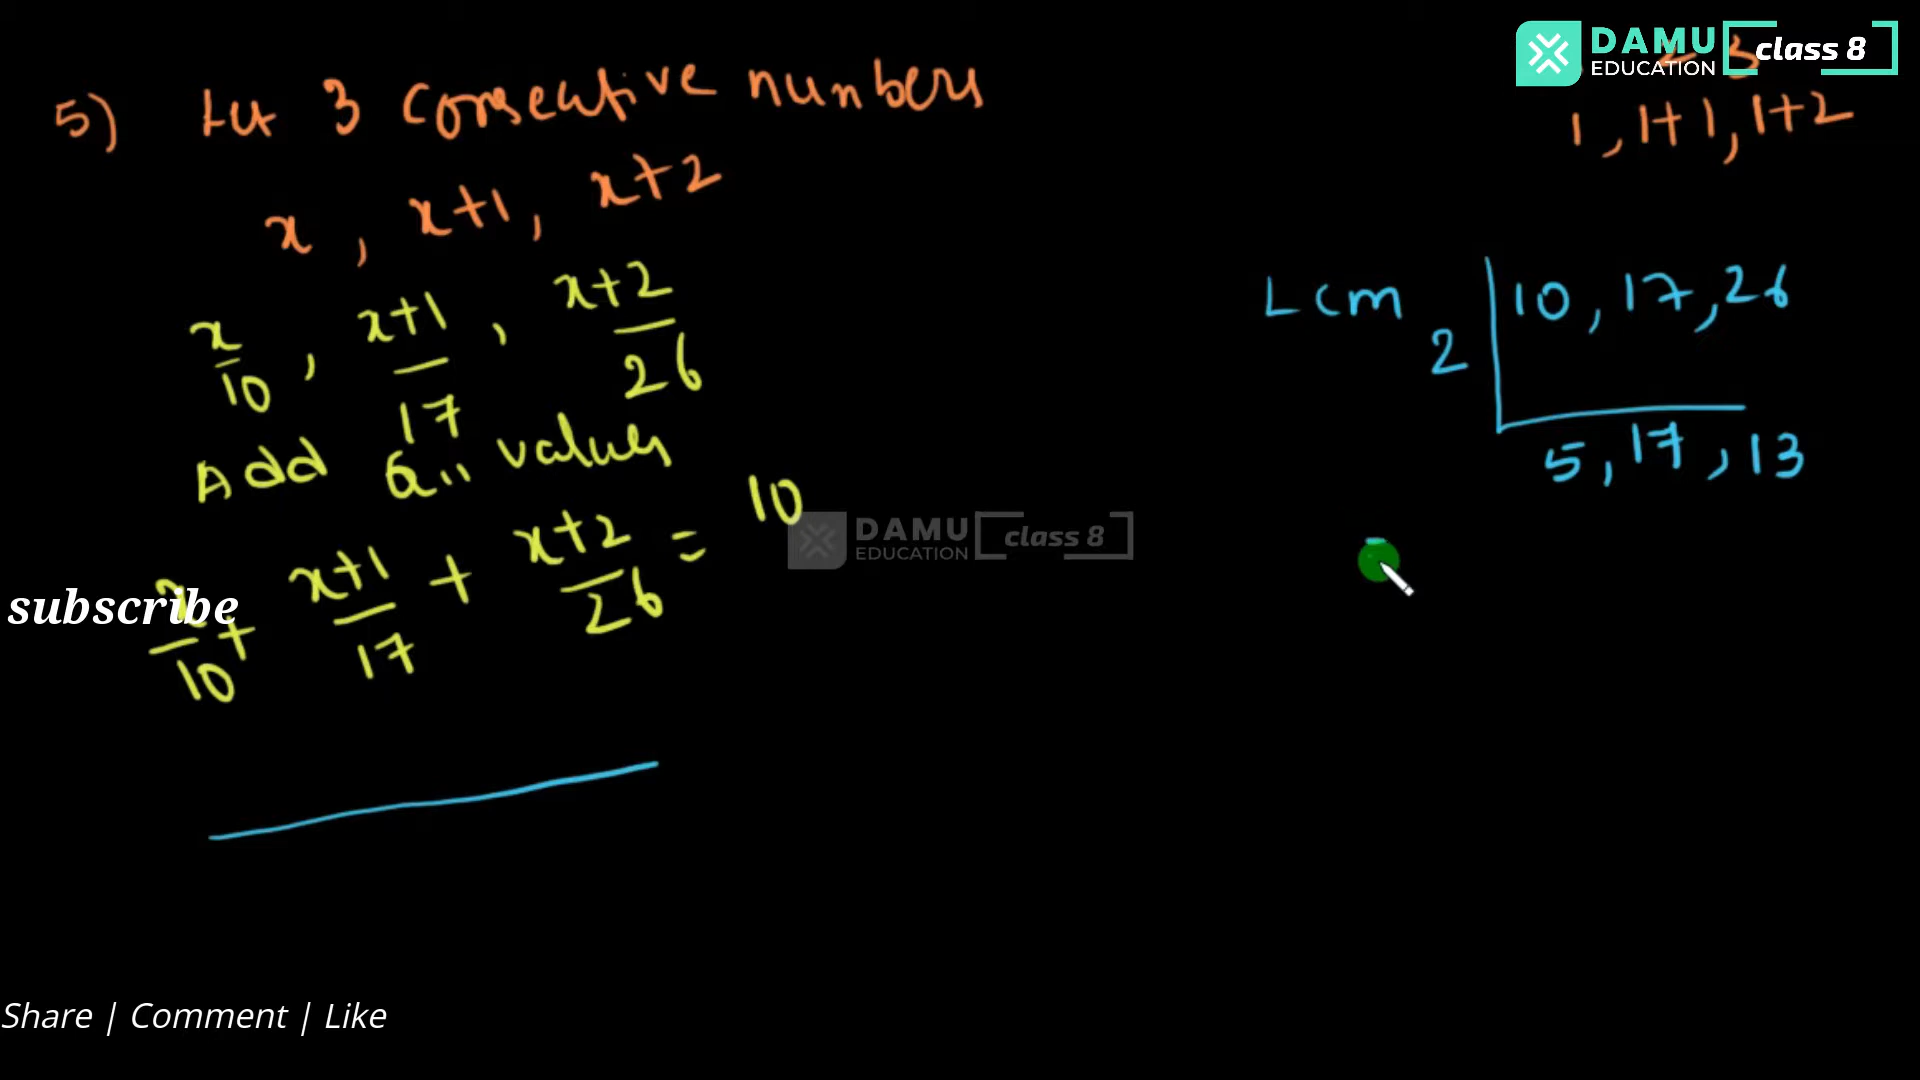 DAMU EDUCATION class 8
5) Let 3 consecutive numbers
3
1, 1+1, 1+2
x, x+1, x+2
x/10, x+1/17, x+2/26
LCM 2 | 10, 17, 26
5, 17, 13
Add all values
x/10 + x+1/17 + x+2/26 = 10
DAMU EDUCATION class 8
subscribe
Share | Comment | Like